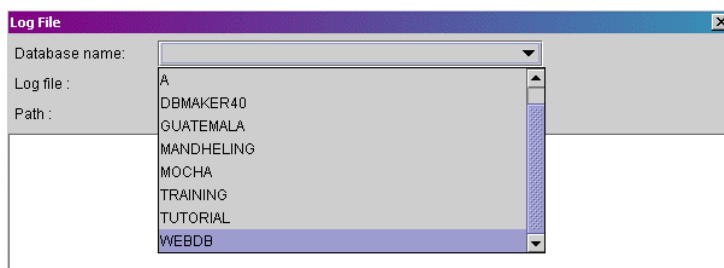 Log File
Database name:
A
Log file :
DBMAKER40
Path :
GUATEMALA
MANDHELING
MOCHA
TRAINING
TUTORIAL
WEBDB